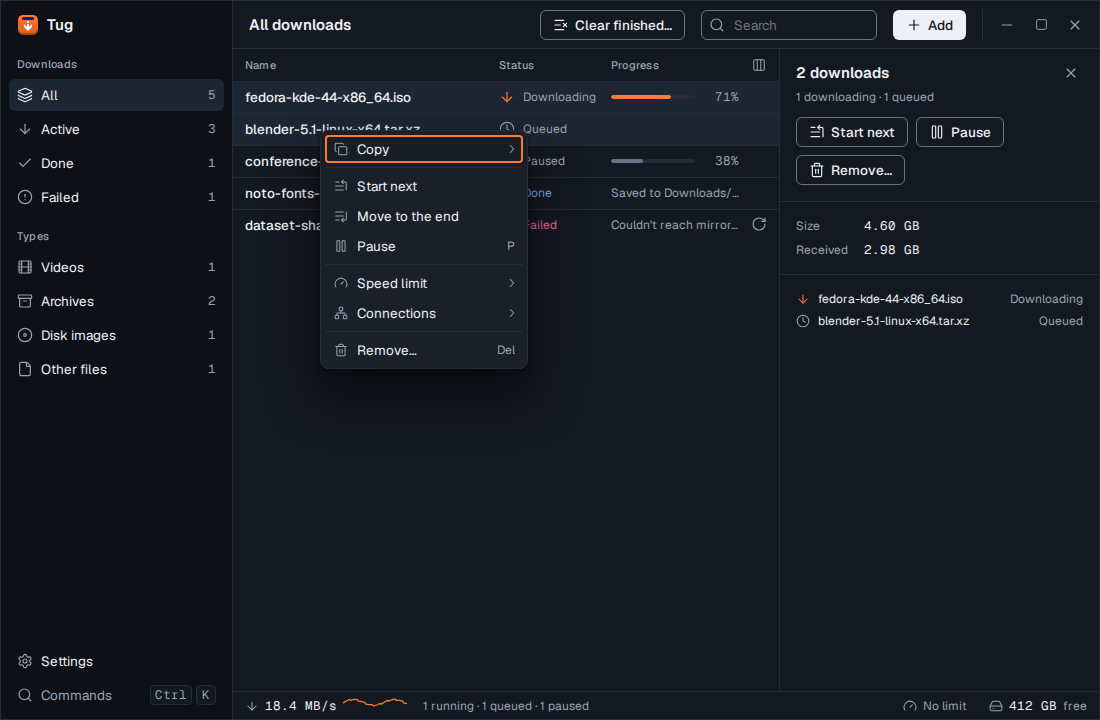 Tug
All downloads
Clear finished…
Search
Add
Downloads
All 5
Active 3
Done 1
Failed 1
Types
Videos 1
Archives 2
Disk images 1
Other files 1
Settings
Commands Ctrl K
Name Status Progress
fedora-kde-44-x86_64.iso Downloading 71%
blender-5.1-linux-x64.tar.xz Queued
conference- Paused 38%
noto-fonts- Done Saved to Downloads/…
dataset-sha Failed Couldn't reach mirror…
Copy
Start next
Move to the end
Pause P
Speed limit
Connections
Remove… Del
2 downloads
1 downloading · 1 queued
Start next
Pause
Remove…
Size 4.60 GB
Received 2.98 GB
fedora-kde-44-x86_64.iso Downloading
blender-5.1-linux-x64.tar.xz Queued
18.4 MB/s
1 running · 1 queued · 1 paused
No limit
412 GB free